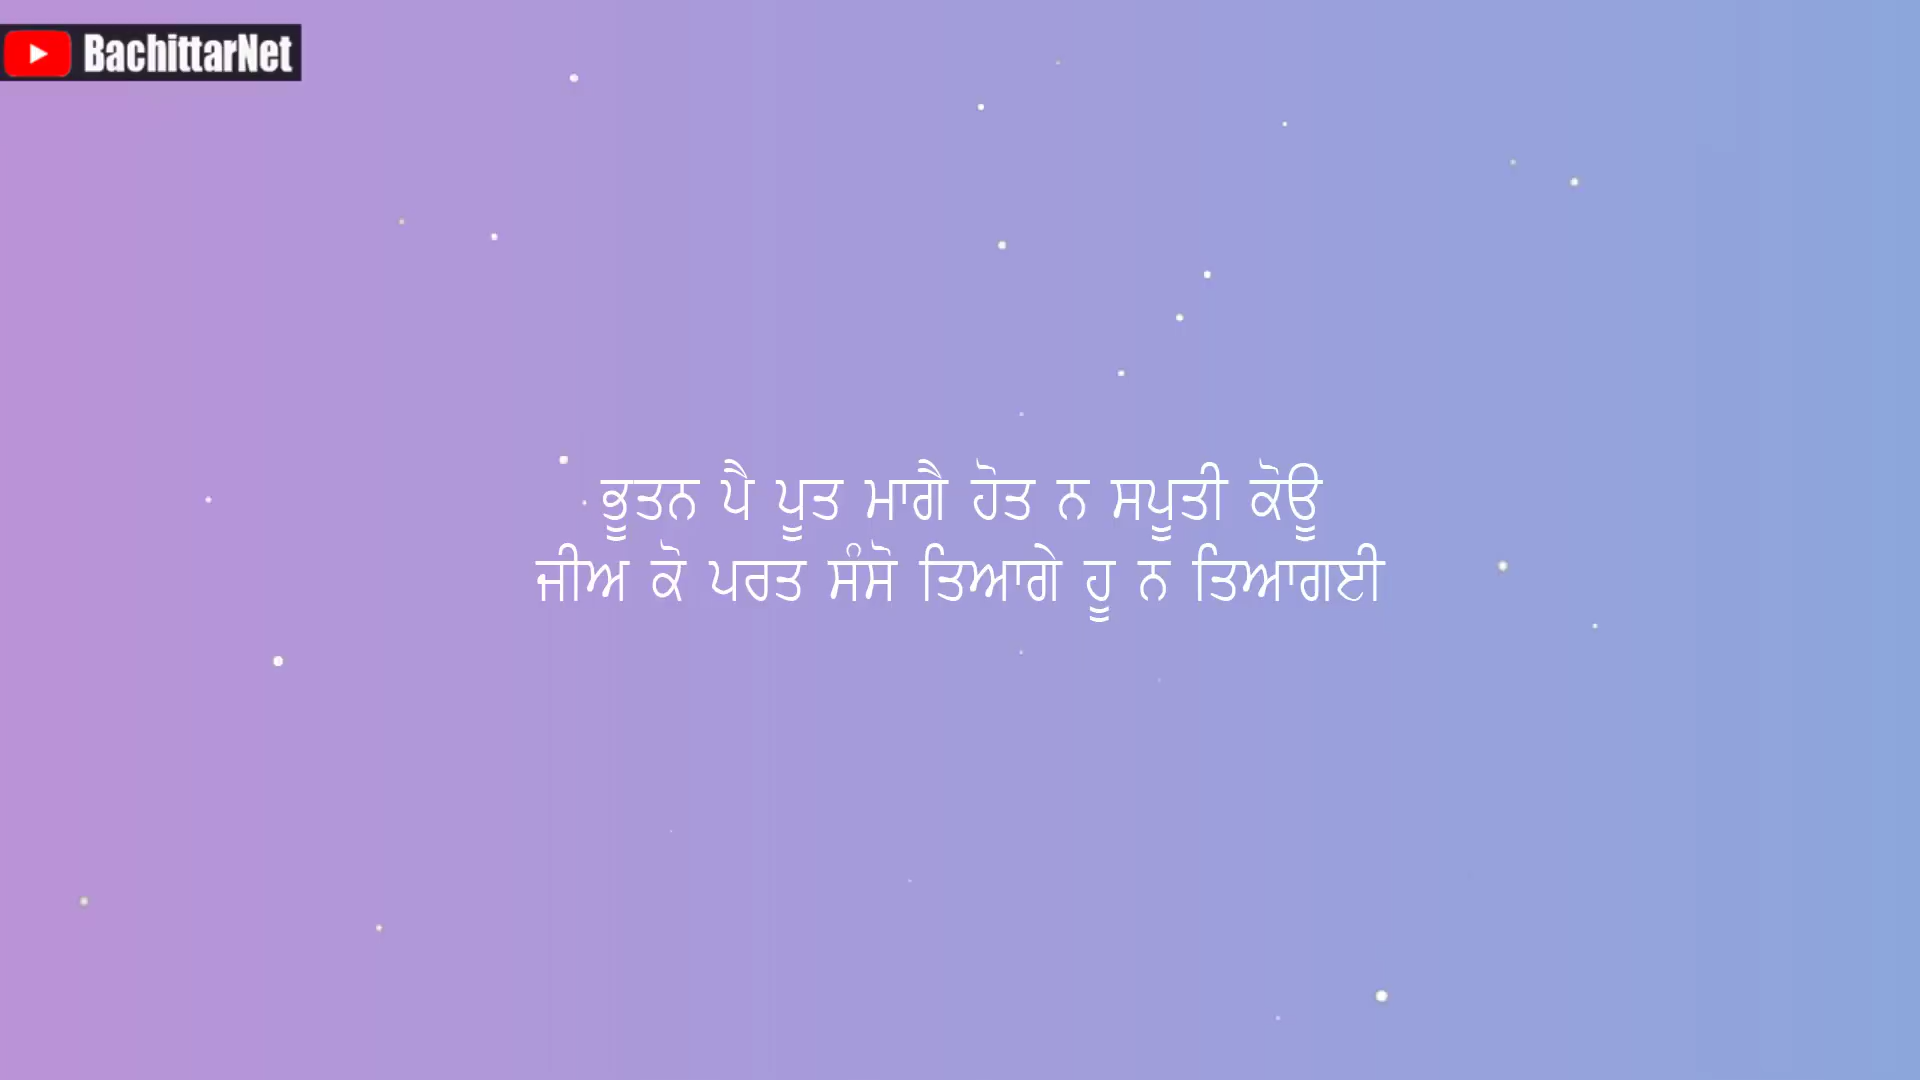 BachittarNet
ਭੂਤਨ ਪੈ ਪੂਤ ਮਾਗੈ ਹੋਤ ਨ ਸਪੂਤੀ ਕੋਊ
ਜੀਅ ਕੋ ਪਰਤ ਸੰਸੋ ਤਿਆਗੇ ਹੂ ਨ ਤਿਆਗਈ